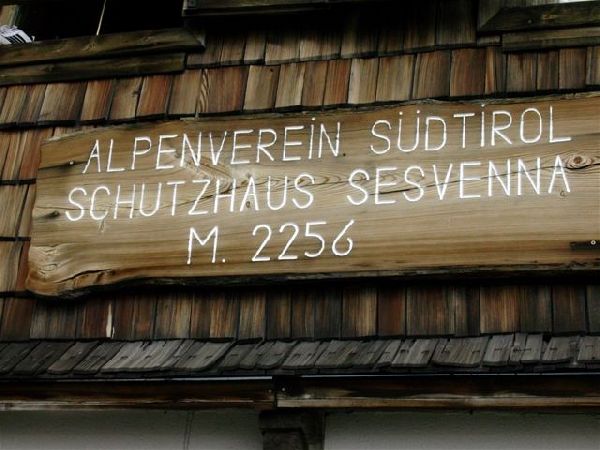 ALPENVEREiN SÜDTiROL
SCHUTZHAUS SESVENNA
M. 2256